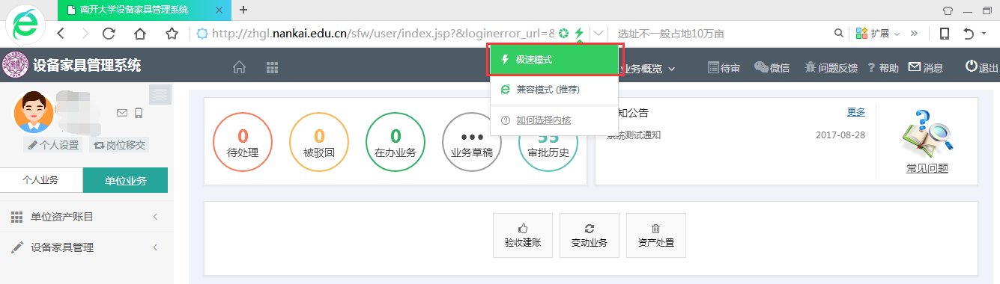 南开大学设备家具管理系统
http://zhgl.nankai.edu.cn/sfw/user/index.jsp?&loginerror_url=8
选址不一般占地10万亩
扩展
设备家具管理系统
极速模式
兼容模式 (推荐)
如何选择内核
业务概览
待审
微信
问题反馈
? 帮助
消息
退出
个人设置
岗位移交
个人业务
单位业务
单位资产账目
设备家具管理
0
待处理
0
被驳回
0
在办业务
•••
业务草稿
审批历史
知公告
更多
系统测试通知
2017-08-28
常见问题
验收建账
变动业务
资产处置